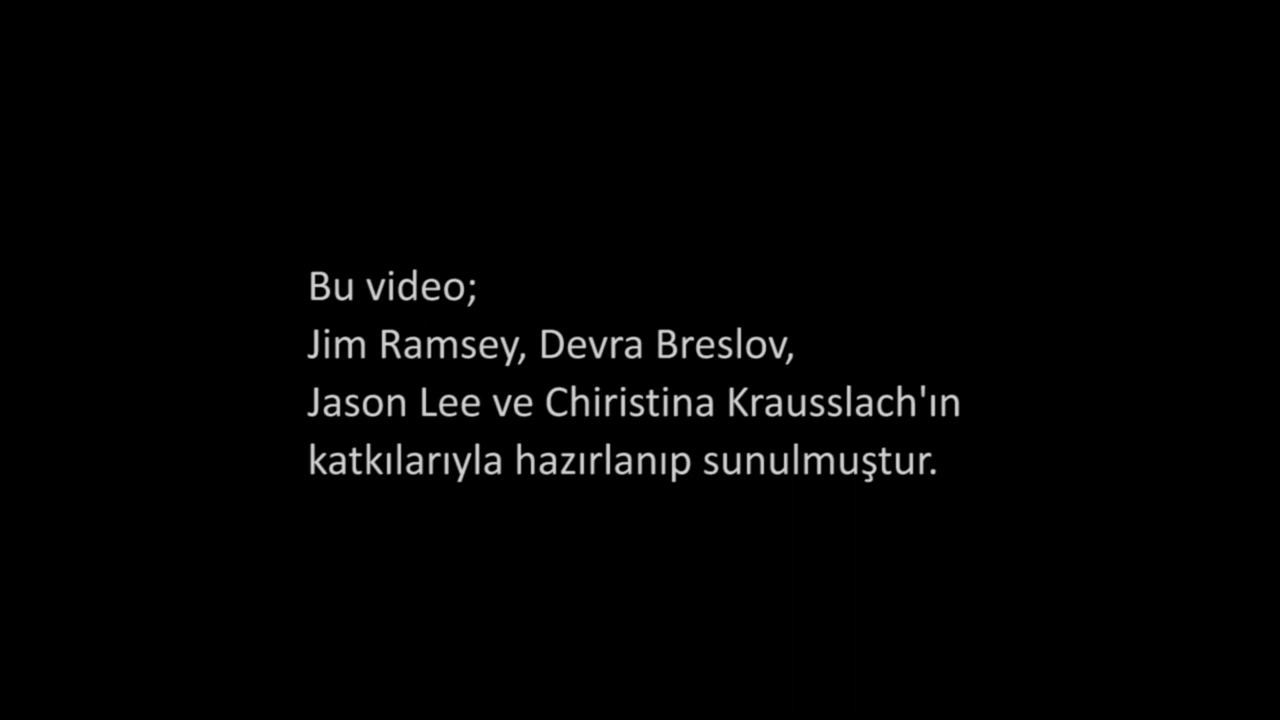 Bu video;
Jim Ramsey, Devra Breslov,
Jason Lee ve Chiristina Krausslach'ın
katkılarıyla hazırlanıp sunulmuştur.